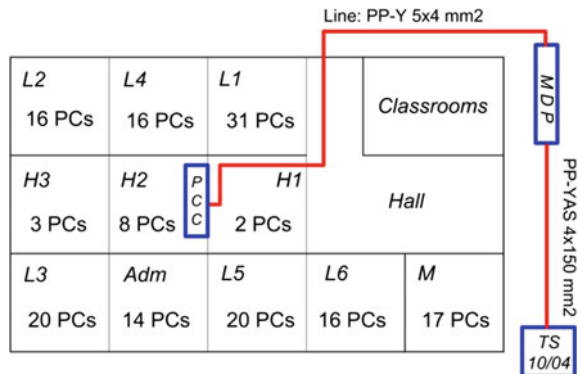 Line: PP-Y 5x4 mm2
L2
16 PCs
L4
16 PCs
L1
31 PCs
Classrooms
MDP
H3
3 PCs
H2
8 PCs
PCC
H1
2 PCs
Hall
PP-YAS 4x150 mm2
L3
20 PCs
Adm
14 PCs
L5
20 PCs
L6
16 PCs
M
17 PCs
TS
10/04